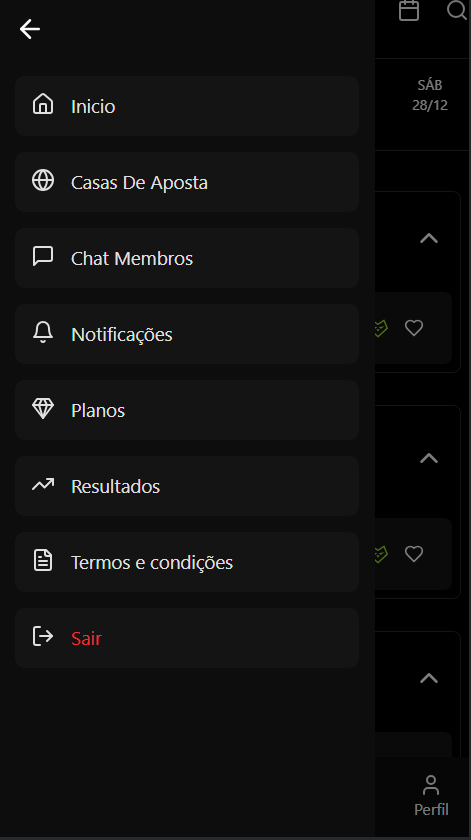 SÁB
28/12
Inicio
Casas De Aposta
Chat Membros
Notificações
Planos
Resultados
Termos e condições
Sair
Perfil